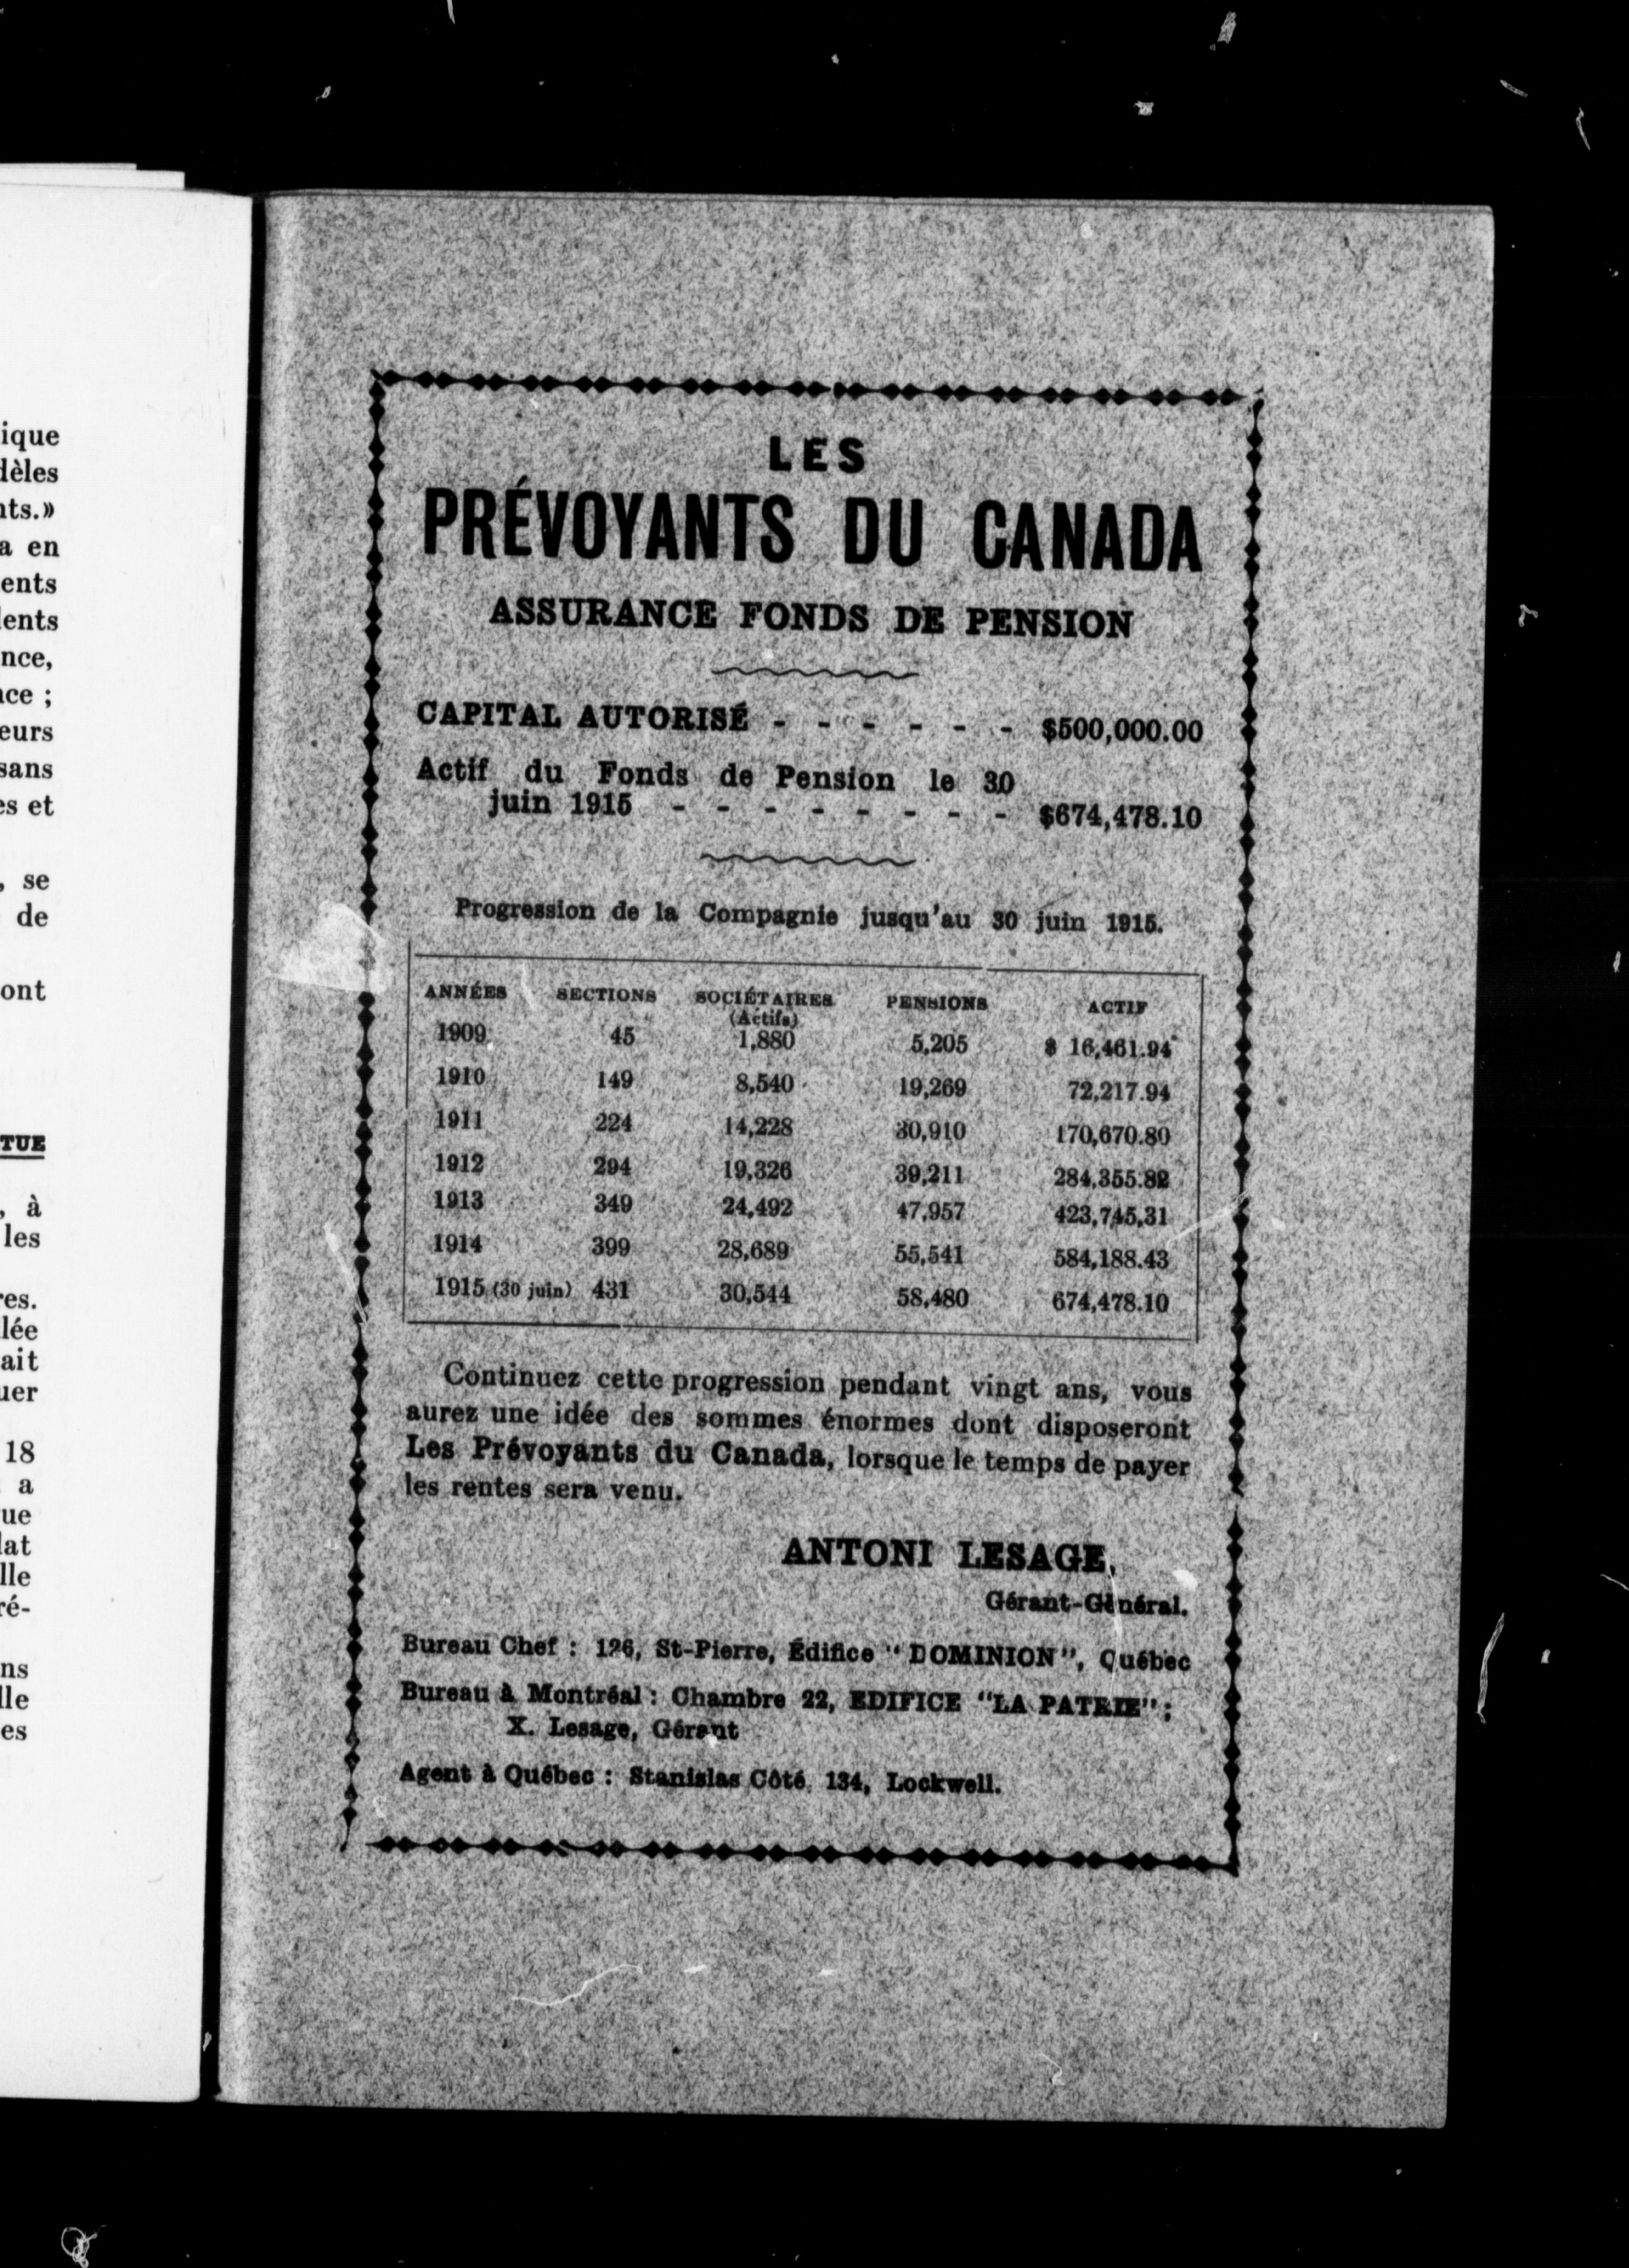 ique
dèles
nts.»
a en
ents
dents
nce,
nce ;
eurs
sans
es et
, se
de
ont
TUE
, à
les
res.
lée
ait
uer
18
a
ue
lat
lle
ré-
ns
lle
es
LES
PRÉVOYANTS DU CANADA
ASSURANCE FONDS DE PENSION
CAPITAL AUTORISÉ - - - - - - $500,000.00
Actif du Fonds de Pension le 30
juin 1915 - - - - - - - - $674,478.10
Progression de la Compagnie jusqu'au 30 juin 1915.
ANNÉES SECTIONS SOCIÉTAIRES PENSIONS ACTIF
(Actifs)
1909 45 1,880 5,205 $ 16,461.94
1910 149 8,540 19,269 72,217.94
1911 224 14,228 30,910 170,670.80
1912 294 19,326 39,211 284,355.82
1913 349 24,492 47,957 423,745,31
1914 399 28,689 55,541 584,188.43
1915 (30 juin) 431 30,544 58,480 674,478.10
Continuez cette progression pendant vingt ans, vous
aurez une idée des sommes énormes dont disposeront
Les Prévoyants du Canada, lorsque le temps de payer
les rentes sera venu.
ANTONI LESAGE,
Gérant-Général.
Bureau Chef : 126, St-Pierre, Édifice "DOMINION", Québec
Bureau à Montréal : Chambre 22, EDIFICE "LA PATRIE" ;
X. Lesage, Gérant
Agent à Québec : Stanislas Côté 134, Lockwell.